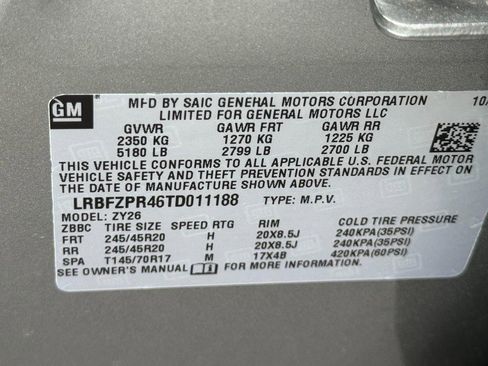 GM
MFD BY SAIC GENERAL MOTORS CORPORATION 10/
LIMITED FOR GENERAL MOTORS LLC
GVWR GAWR FRT GAWR RR
2350 KG 1270 KG 1225 KG
5180 LB 2799 LB 2700 LB
THIS VEHICLE CONFORMS TO ALL APPLICABLE U.S. FEDERAL MOTOR
VEHICLE SAFETY AND THEFT PREVENTION STANDARDS IN EFFECT ON THE
DATE OF MANUFACTURE SHOWN ABOVE.
LRBFZPR46TD011188 TYPE: M.P.V.
MODEL: ZY26
ZBBC TIRE SIZE SPEED RTG RIM COLD TIRE PRESSURE
FRT 245/45R20 H 20X8.5J 240KPA(35PSI)
RR 245/45R20 H 20X8.5J 240KPA(35PSI)
SPA T145/70R17 M 17X4B 420KPA(60PSI)
SEE OWNER'S MANUAL FOR MORE INFORMATION.